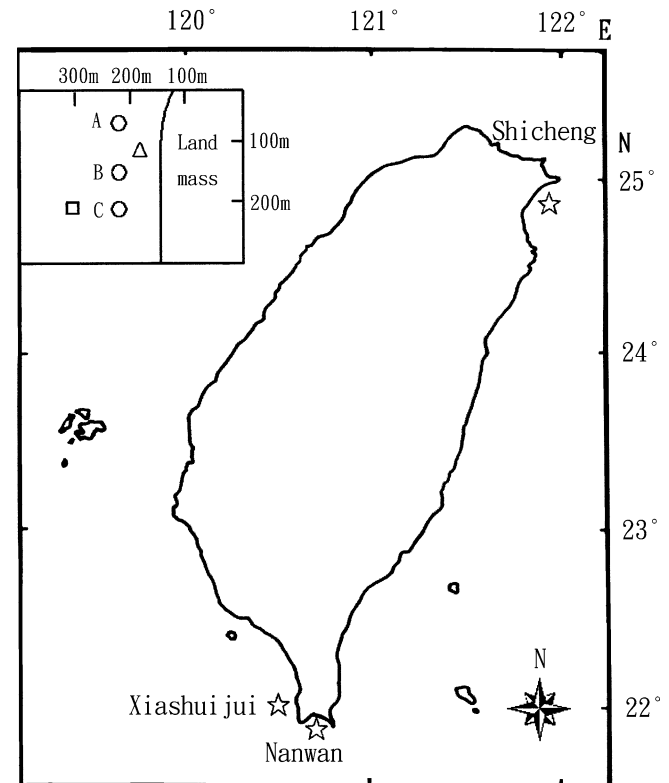 120° 121° 122° E
300m 200m 100m
A
Land 100m
B mass
C 200m
Shicheng
N
25°
24°
23°
N
Xiashuijui 22°
Nanwan